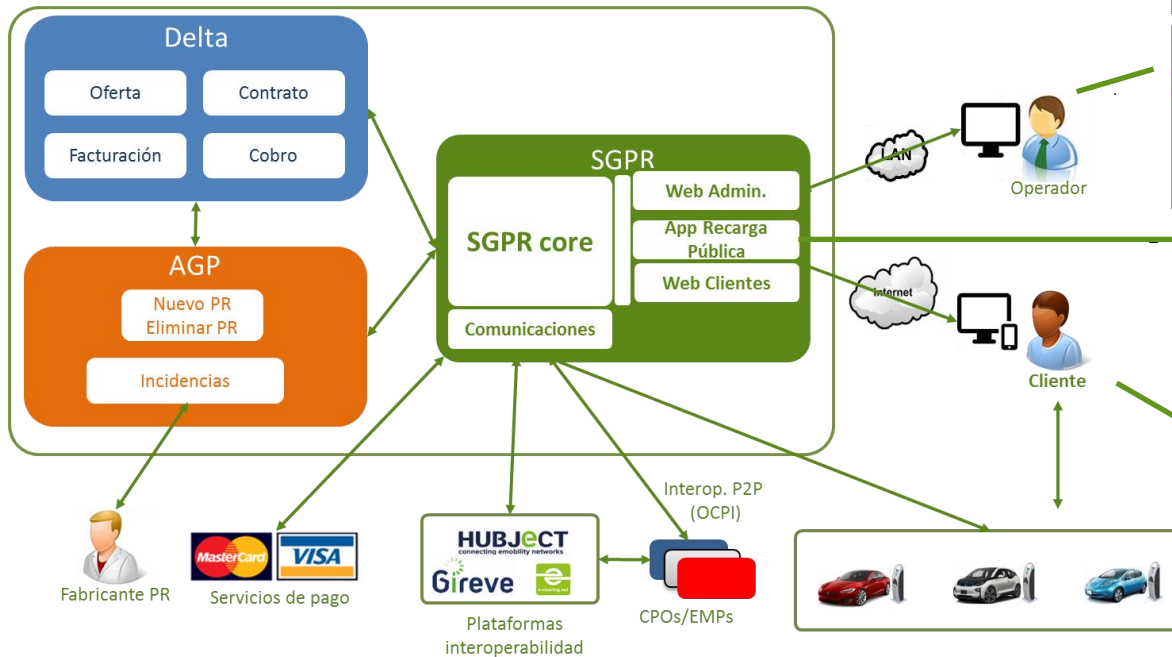 Delta
Oferta
Contrato
Facturación
Cobro
AGP
Nuevo PR
Eliminar PR
Incidencias
SGPR
SGPR core
Web Admin.
App Recarga
Pública
Web Clientes
Comunicaciones
LAN
Operador
Internet
Cliente
Fabricante PR
MasterCard
VISA
Servicios de pago
HUBJeCT
connecting emobility networks
Gireve
e-clearing.net
Plataformas
interoperabilidad
Interop. P2P
(OCPI)
CPOs/EMPs